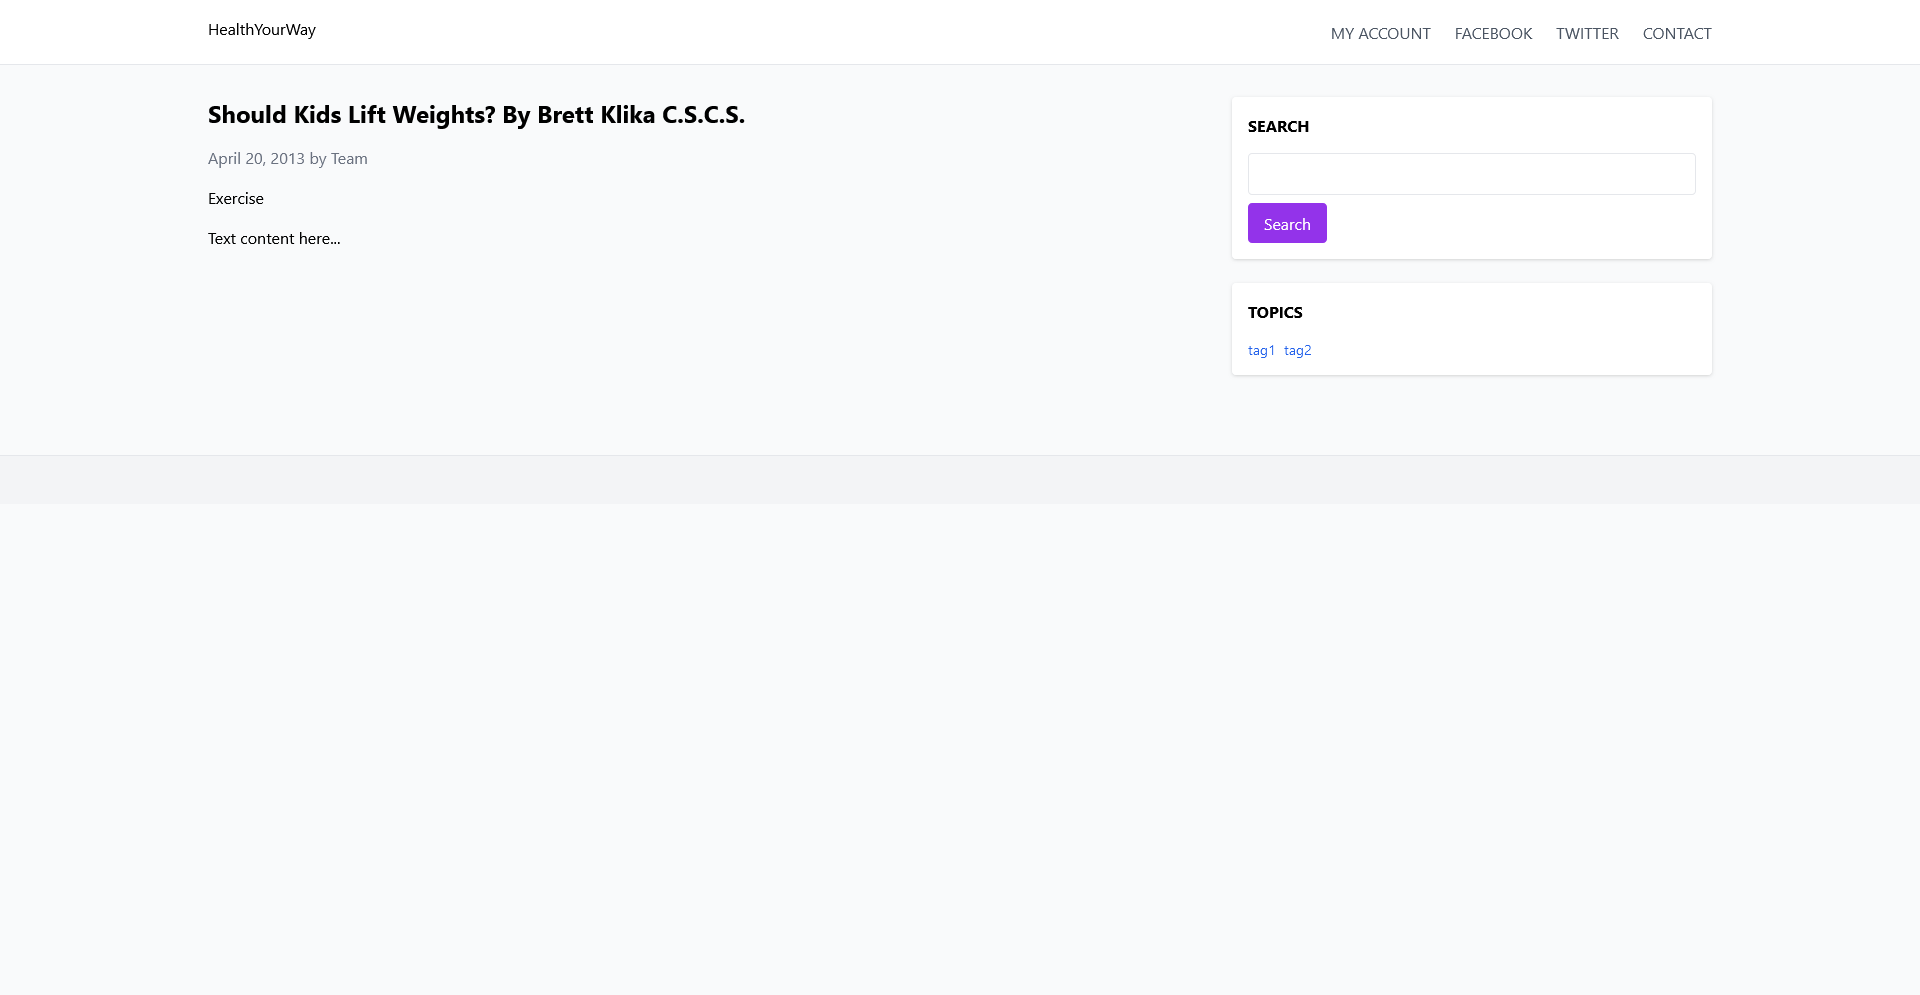 HealthYourWay
MY ACCOUNT FACEBOOK TWITTER CONTACT
Should Kids Lift Weights? By Brett Klika C.S.C.S.
April 20, 2013 by Team
Exercise
Text content here...
SEARCH
Search
TOPICS
tag1 tag2